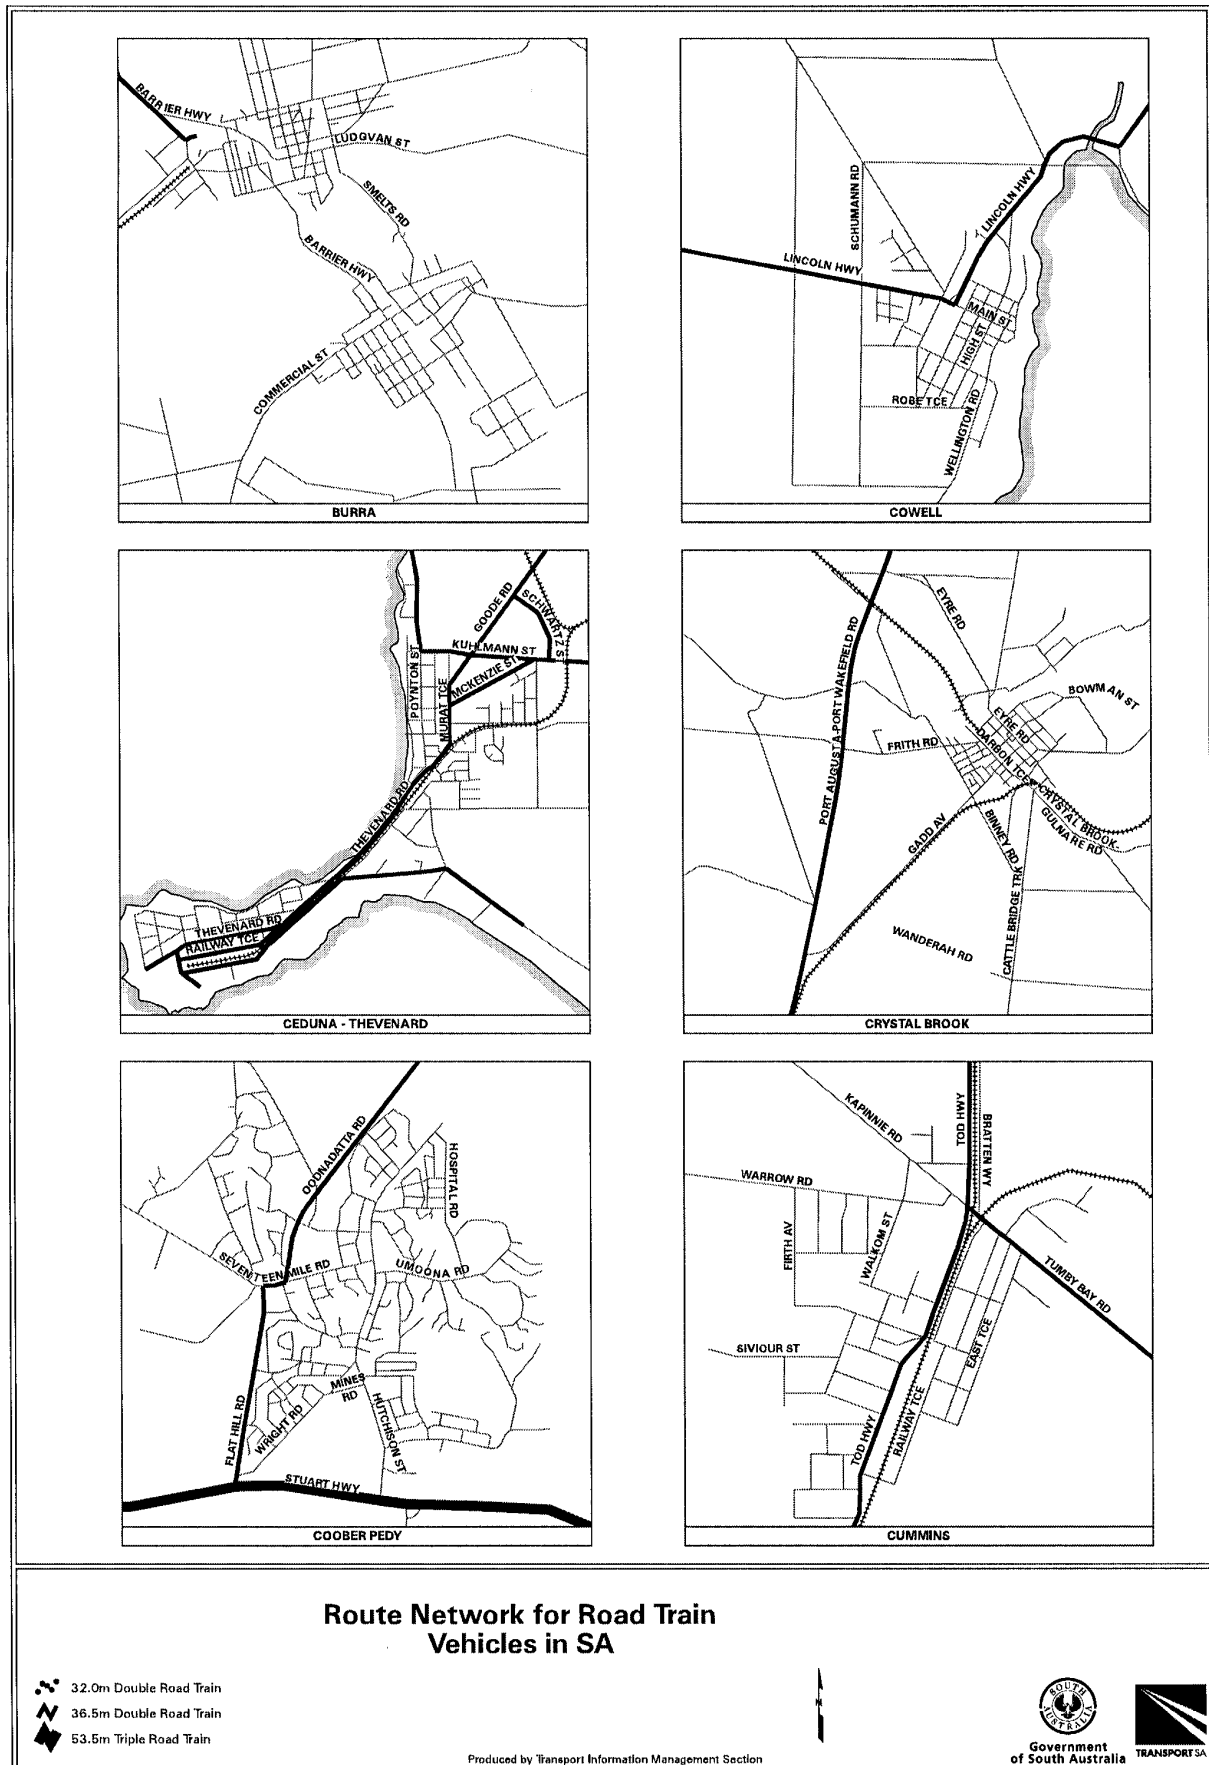 BARRIER HWY
LUDGVAN ST
SMELTS RD
BARRIER HWY
COMMERCIAL ST
BURRA
SCHUMANN RD
LINCOLN HWY
LINCOLN HWY
MAIN ST
HIGH ST
ROBE TCE
WELLINGTON RD
COWELL
GOODE RD
SCHWARTZ ST
KUHLMANN ST
MCKENZIE ST
POYNTON ST
MURAT TCE
THEVENARD RD
THEVENARD RD
RAILWAY TCE
CEDUNA - THEVENARD
EYRE RD
PORT AUGUSTA-PORT WAKEFIELD RD
BOWMAN ST
EYRE RD
FRITH RD
DARBON TCE
CRYSTAL BROOK-
GULNARE RD
GADD AV
BINNEY RD
CATTLE BRIDGE TRK
WANDERAH RD
CRYSTAL BROOK
OODNADATTA RD
HOSPITAL RD
SEVENTEEN MILE RD
UMOONA RD
MINES
RD
FLAT HILL RD
WRIGHT RD
HUTCHISON ST
STUART HWY
COOBER PEDY
KAPINNIE RD
TOD HWY
BRATTEN WY
WARROW RD
FIRTH AV
WALKOM ST
TUMBY BAY RD
SIVIOUR ST
EAST TCE
TOD HWY
RAILWAY TCE
CUMMINS
Route Network for Road Train
Vehicles in SA
32.0m Double Road Train
36.5m Double Road Train
53.5m Triple Road Train
N
Produced by Transport Information Management Section
SOUTH
AUSTRALIA
Government
of South Australia
TRANSPORT SA